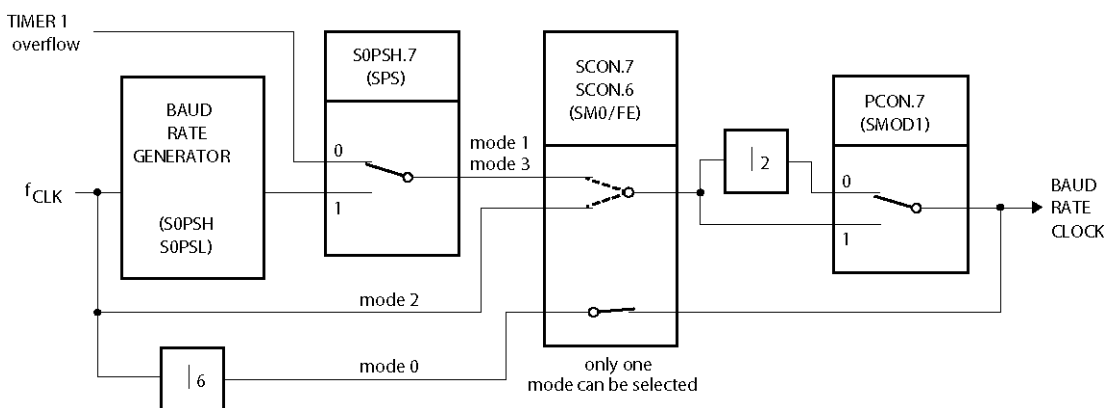 TIMER 1
overflow
S0PSH.7
(SPS)
SCON.7
SCON.6
(SM0/FE)
PCON.7
(SMOD1)
BAUD
RATE
GENERATOR
(S0PSH
S0PSL)
fCLK
0
1
mode 1
mode 3
| 2
0
1
BAUD
RATE
CLOCK
mode 2
mode 0
| 6
only one
mode can be selected